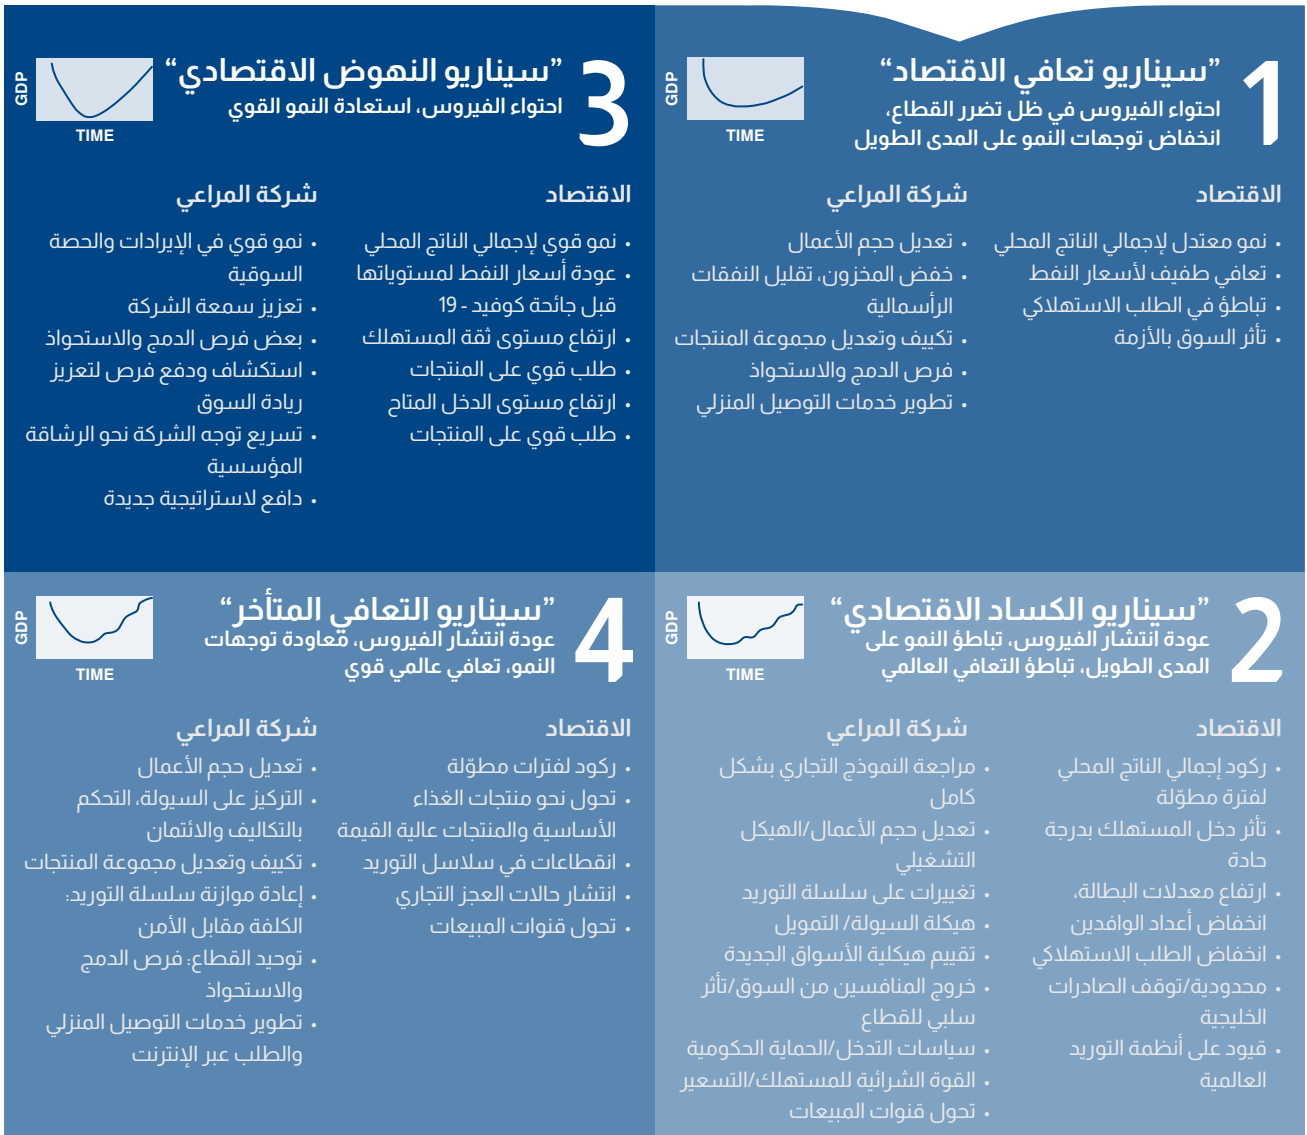 1
”سيناريو تعافي الاقتصاد“
احتواء الفيروس في ظل تضرر القطاع،
انخفاض توجهات النمو على المدى الطويل
GDP
TIME
الاقتصاد
• نمو معتدل لإجمالي الناتج المحلي
• تعافي طفيف لأسعار النفط
• تباطؤ في الطلب الاستهلاكي
• تأثر السوق بالأزمة
شركة المراعي
• تعديل حجم الأعمال
• خفض المخزون، تقليل النفقات
الرأسمالية
• تكييف وتعديل مجموعة المنتجات
• فرص الدمج والاستحواذ
• تطوير خدمات التوصيل المنزلي
3
”سيناريو النهوض الاقتصادي“
احتواء الفيروس، استعادة النمو القوي
GDP
TIME
الاقتصاد
• نمو قوي لإجمالي الناتج المحلي
• عودة أسعار النفط لمستوياتها
قبل جائحة كوفيد - 19
• ارتفاع مستوى ثقة المستهلك
• طلب قوي على المنتجات
• ارتفاع مستوى الدخل المتاح
• طلب قوي على المنتجات
شركة المراعي
• نمو قوي في الإيرادات والحصة
السوقية
• تعزيز سمعة الشركة
• بعض فرص الدمج والاستحواذ
• استكشاف ودفع فرص لتعزيز
ريادة السوق
• تسريع توجه الشركة نحو الرشاقة
المؤسسية
• دافع لاستراتيجية جديدة
2
”سيناريو الكساد الاقتصادي“
عودة انتشار الفيروس، تباطؤ النمو على
المدى الطويل، تباطؤ التعافي العالمي
GDP
TIME
الاقتصاد
• ركود إجمالي الناتج المحلي
لفترة مطوّلة
• تأثر دخل المستهلك بدرجة
حادة
• ارتفاع معدلات البطالة،
انخفاض أعداد الوافدين
• انخفاض الطلب الاستهلاكي
• محدودية/توقف الصادرات
الخليجية
• قيود على أنظمة التوريد
العالمية
شركة المراعي
• مراجعة النموذج التجاري بشكل
كامل
• تعديل حجم الأعمال/الهيكل
التشغيلي
• تغييرات على سلسلة التوريد
• هيكلة السيولة/ التمويل
• تقييم هيكلية الأسواق الجديدة
• خروج المنافسين من السوق/تأثر
سلبي للقطاع
• سياسات التدخل/الحماية الحكومية
• القوة الشرائية للمستهلك/التسعير
• تحول قنوات المبيعات
4
”سيناريو التعافي المتأخر“
عودة انتشار الفيروس، معاودة توجهات
النمو، تعافي عالمي قوي
GDP
TIME
الاقتصاد
• ركود لفترات مطوّلة
• تحول نحو منتجات الغذاء
الأساسية والمنتجات عالية القيمة
• انقطاعات في سلاسل التوريد
• انتشار حالات العجز التجاري
• تحول قنوات المبيعات
شركة المراعي
• تعديل حجم الأعمال
• التركيز على السيولة، التحكم
بالتكاليف والائتمان
• تكييف وتعديل مجموعة المنتجات
• إعادة موازنة سلسلة التوريد:
الكلفة مقابل الأمن
• توحيد القطاع: فرص الدمج
والاستحواذ
• تطوير خدمات التوصيل المنزلي
والطلب عبر الإنترنت